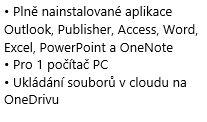 • Plně nainstalované aplikace
Outlook, Publisher, Access, Word,
Excel, PowerPoint a OneNote
• Pro 1 počítač PC
• Ukládání souborů v cloudu na
OneDrivu